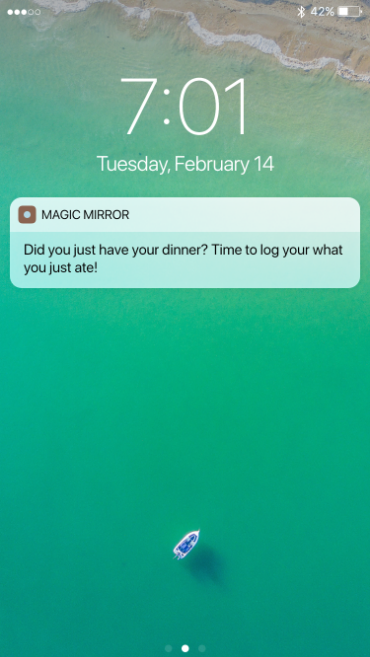 42%
7:01
Tuesday, February 14
MAGIC MIRROR
Did you just have your dinner? Time to log your what
you just ate!